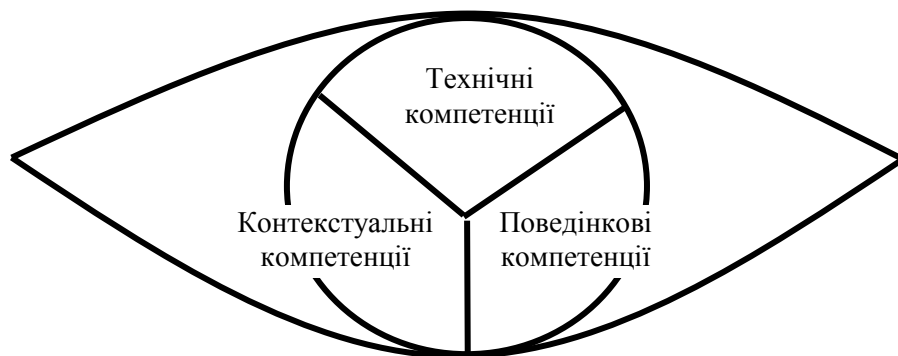 Технічні
компетенції
Контекстуальні
компетенції
Поведінкові
компетенції